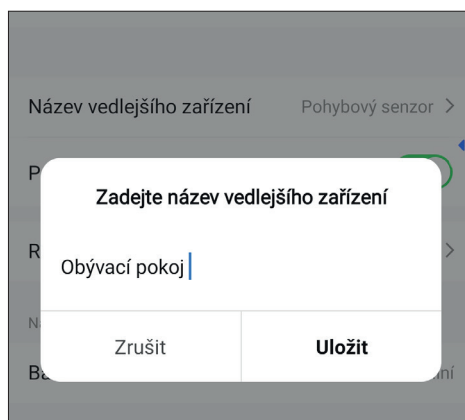 Název vedlejšího zařízení Pohybový senzor >
Zadejte název vedlejšího zařízení
Obývací pokoj
Zrušit Uložit